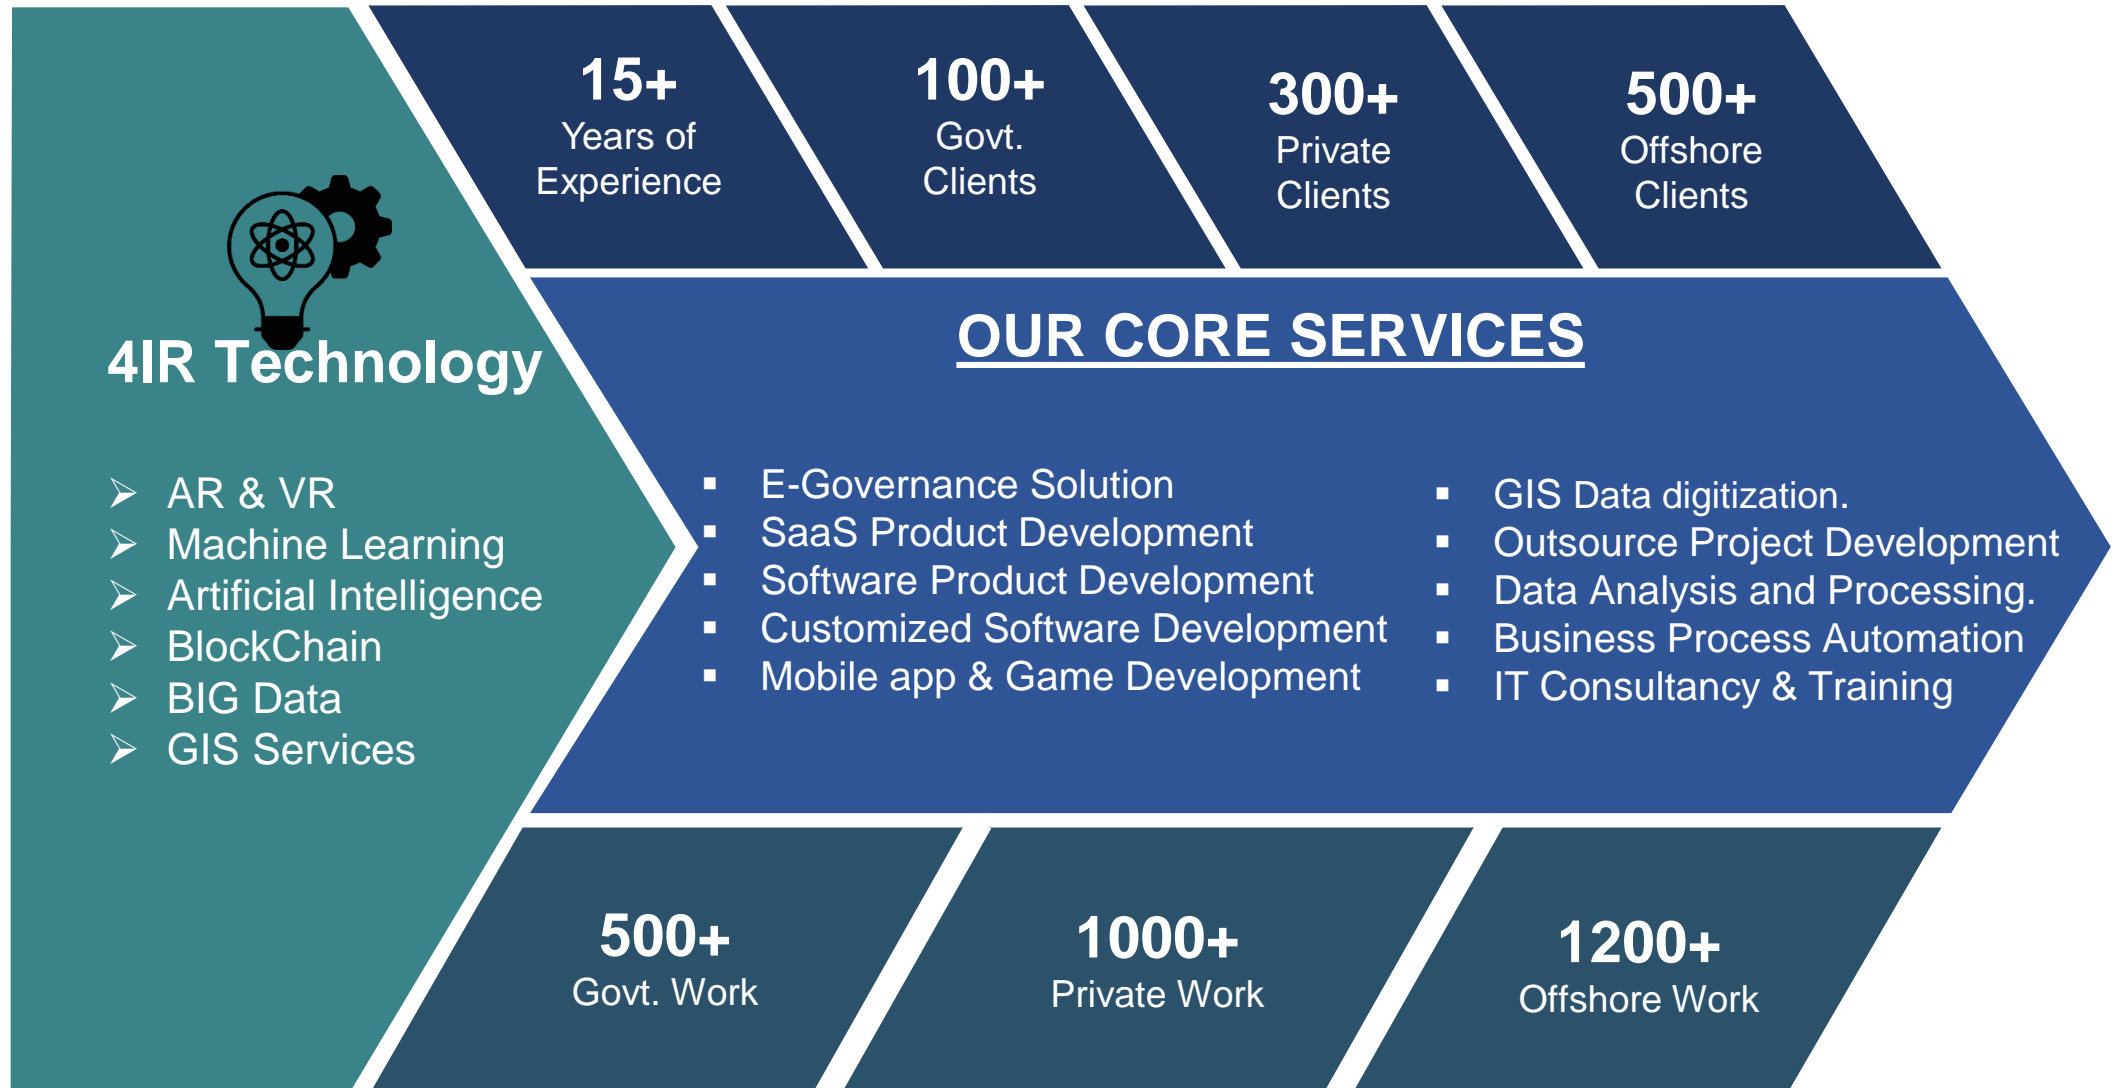 15+
Years of
Experience
100+
Govt.
Clients
300+
Private
Clients
500+
Offshore
Clients
4IR Technology
➢ AR & VR
➢ Machine Learning
➢ Artificial Intelligence
➢ BlockChain
➢ BIG Data
➢ GIS Services
OUR CORE SERVICES
▪ E-Governance Solution
▪ SaaS Product Development
▪ Software Product Development
▪ Customized Software Development
▪ Mobile app & Game Development
▪ GIS Data digitization.
▪ Outsource Project Development
▪ Data Analysis and Processing.
▪ Business Process Automation
▪ IT Consultancy & Training
500+
Govt. Work
1000+
Private Work
1200+
Offshore Work